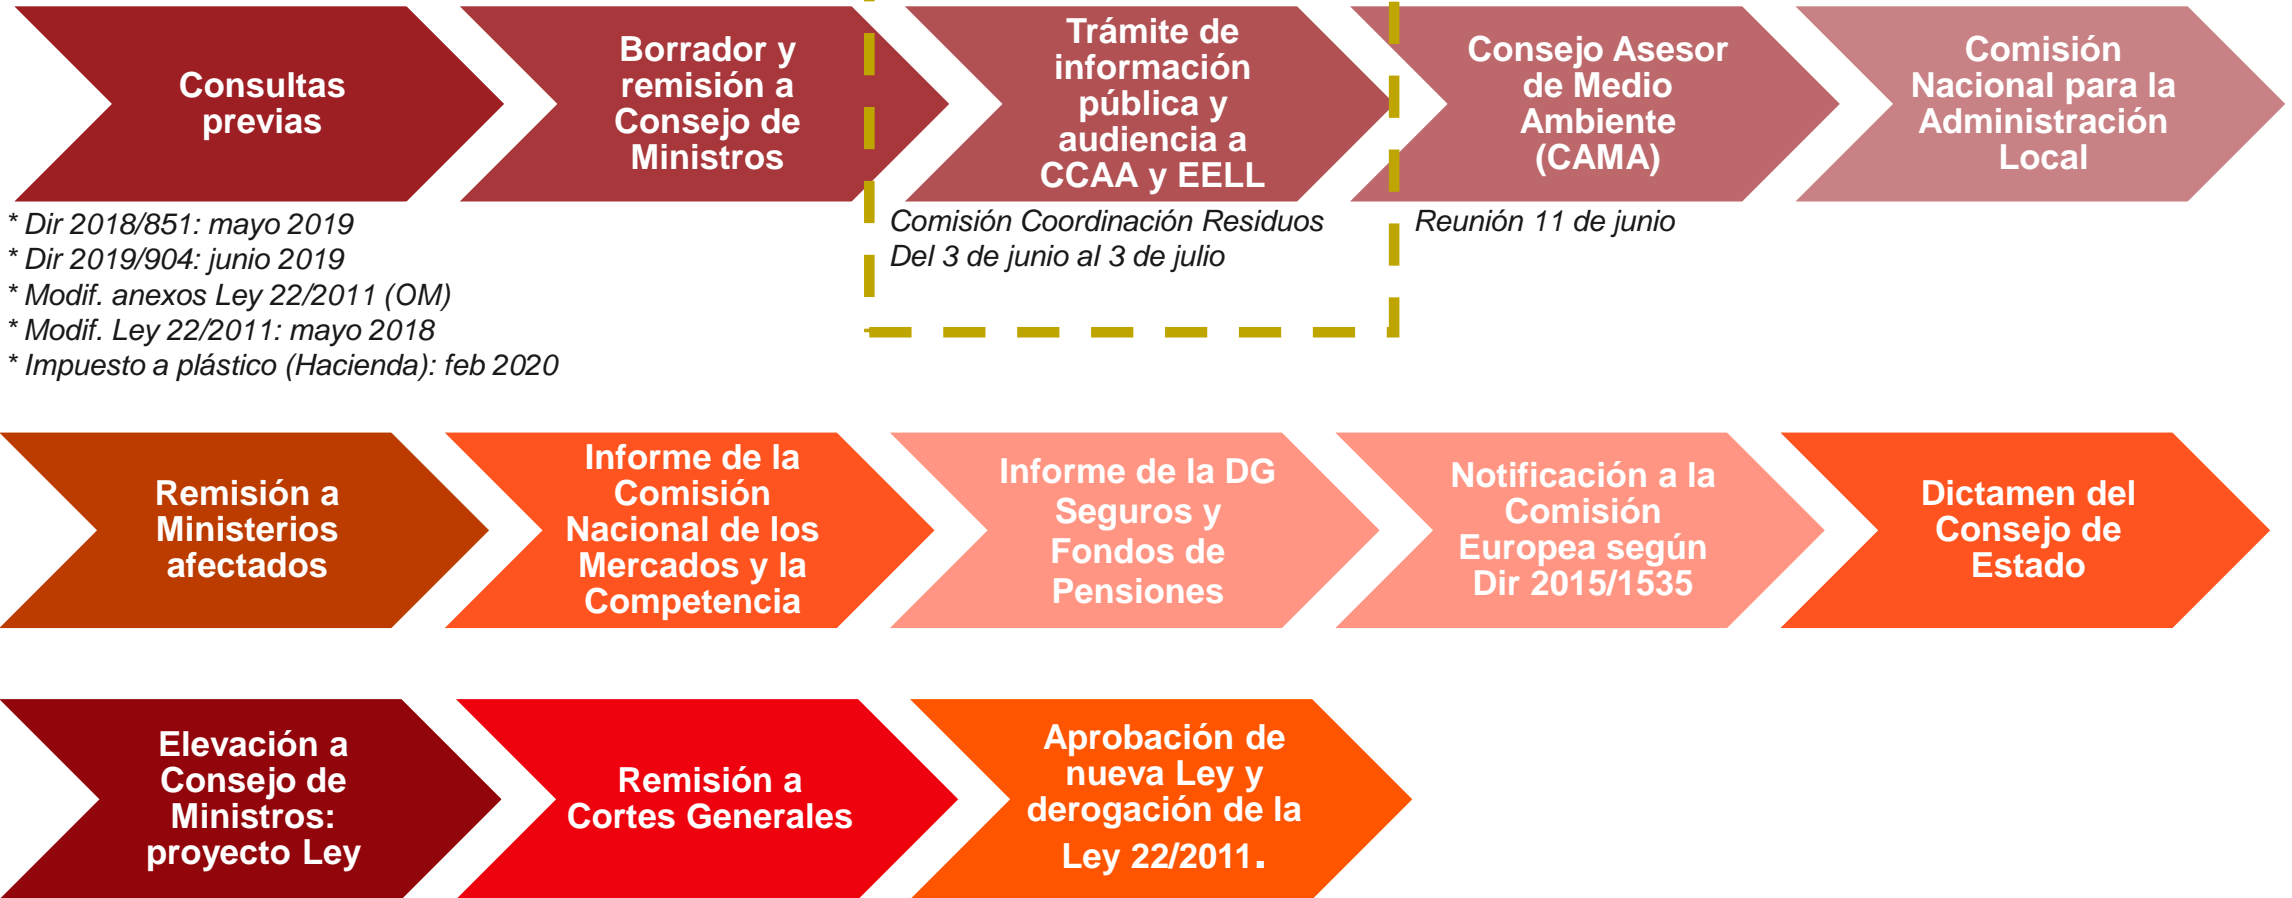 Consultas
previas
Borrador y
remisión a
Consejo de
Ministros
Trámite de
información
pública y
audiencia a
CCAA y EELL
Consejo Asesor
de Medio
Ambiente
(CAMA)
Comisión
Nacional para la
Administración
Local
* Dir 2018/851: mayo 2019
* Dir 2019/904: junio 2019
* Modif. anexos Ley 22/2011 (OM)
* Modif. Ley 22/2011: mayo 2018
* Impuesto a plástico (Hacienda): feb 2020
Comisión Coordinación Residuos
Del 3 de junio al 3 de julio
Reunión 11 de junio
Remisión a
Ministerios
afectados
Informe de la
Comisión
Nacional de los
Mercados y la
Competencia
Informe de la DG
Seguros y
Fondos de
Pensiones
Notificación a la
Comisión
Europea según
Dir 2015/1535
Dictamen del
Consejo de
Estado
Elevación a
Consejo de
Ministros:
proyecto Ley
Remisión a
Cortes Generales
Aprobación de
nueva Ley y
derogación de la
Ley 22/2011.